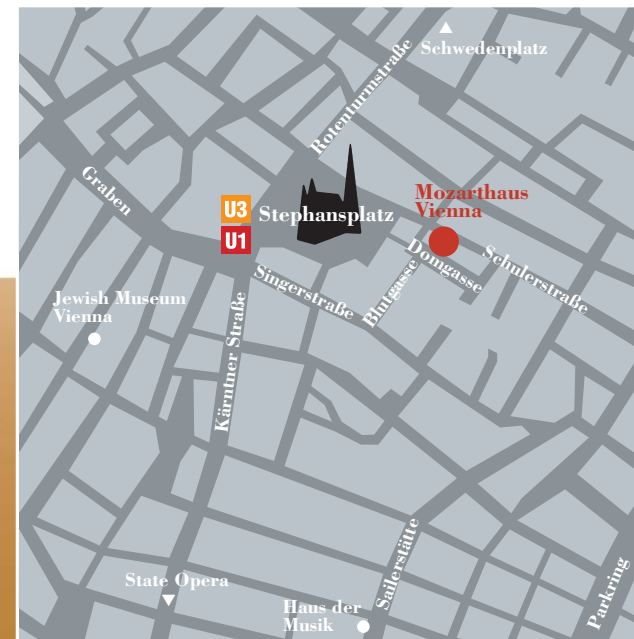 Schwedenplatz
Rotenturmstraße
Graben
Mozarthaus
Vienna
U3
Stephansplatz
U1
Domgasse
Schulerstraße
Singerstraße
Blutgasse
Jewish Museum
Vienna
Kärntner Straße
Sailerstätte
Parkring
State Opera
Haus der
Musik